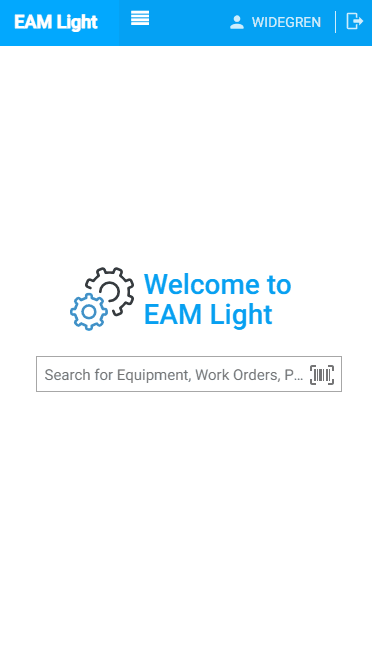 EAM Light
WIDEGREN
Welcome to
EAM Light
Search for Equipment, Work Orders, P...